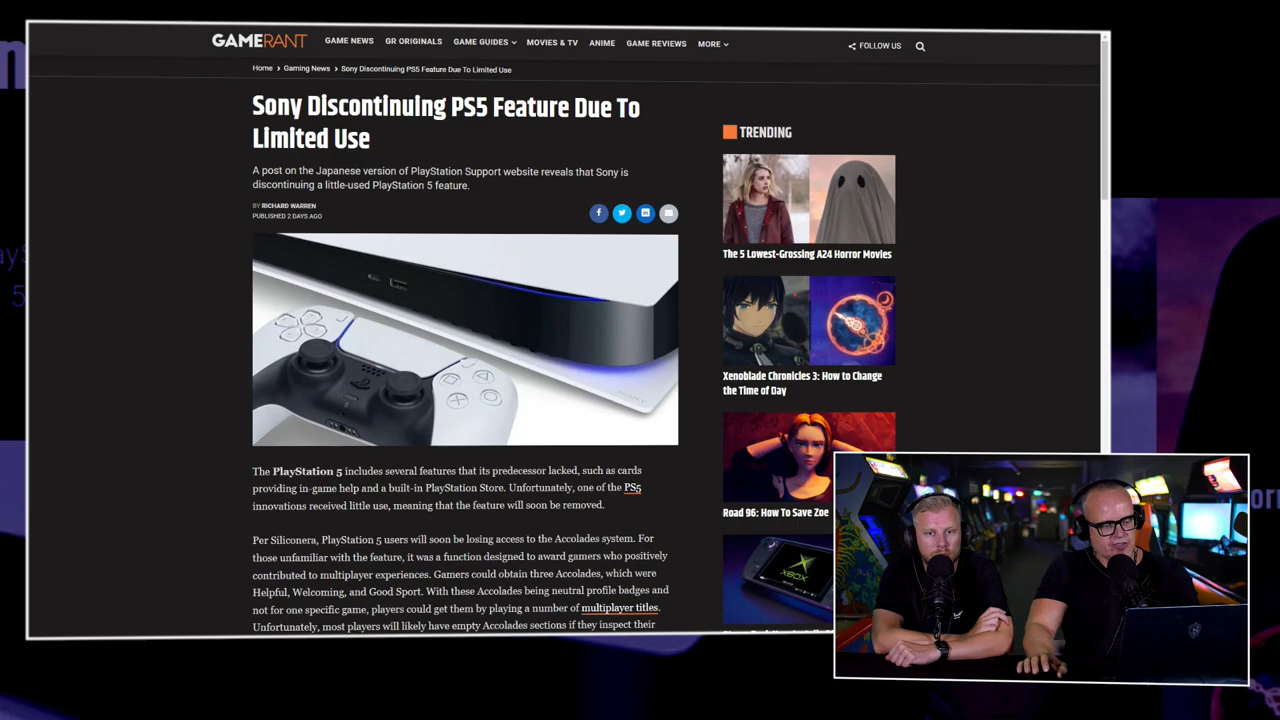 GAMERANT
GAME NEWS GR ORIGINALS GAME GUIDES MOVIES & TV ANIME GAME REVIEWS MORE FOLLOW US
Home > Gaming News > Sony Discontinuing PS5 Feature Due To Limited Use
Sony Discontinuing PS5 Feature Due To
Limited Use
A post on the Japanese version of PlayStation Support website reveals that Sony is
discontinuing a little-used PlayStation 5 feature.
BY RICHARD WARREN
PUBLISHED 2 DAYS AGO
The PlayStation 5 includes several features that its predecessor lacked, such as cards
providing in-game help and a built-in PlayStation Store. Unfortunately, one of the PS5
innovations received little use, meaning that the feature will soon be removed.
Per Siliconera, PlayStation 5 users will soon be losing access to the Accolades system. For
those unfamiliar with the feature, it was a function designed to award gamers who positively
contributed to multiplayer experiences. Gamers could obtain three Accolades, which were
Helpful, Welcoming, and Good Sport. With these Accolades being neutral profile badges and
not for one specific game, players could get them by playing a number of multiplayer titles.
Unfortunately, most players will likely have empty Accolades sections if they inspect their
TRENDING
The 5 Lowest-Grossing A24 Horror Movies
Xenoblade Chronicles 3: How to Change
the Time of Day
Road 96: How To Save Zoe
XBOX